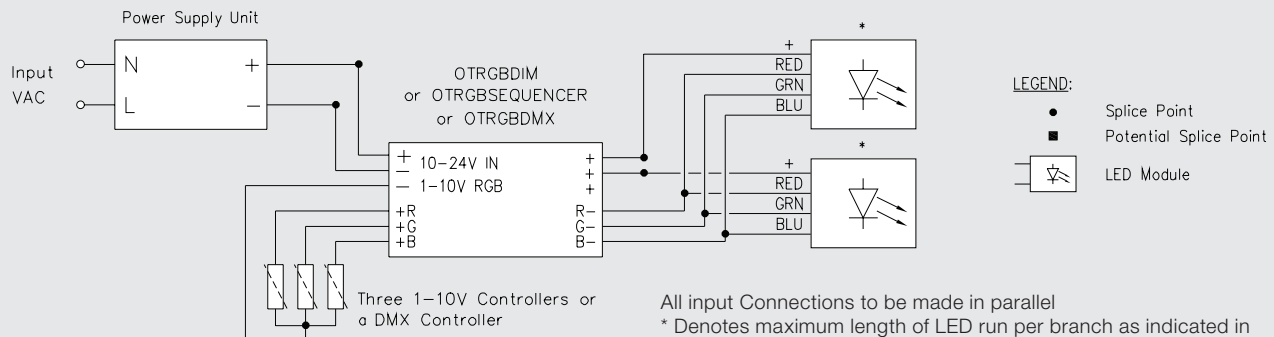 Power Supply Unit
Input
VAC
N
L
+
−
OTRGBDIM
or OTRGBSEQUENCER
or OTRGBDMX
+
−
10−24V IN
− 1−10V RGB
+R
+G
+B
+
+
+
R−
G−
B−
Three 1−10V Controllers or
a DMX Controller
*
+
RED
GRN
BLU
*
+
RED
GRN
BLU
LEGEND:
Splice Point
Potential Splice Point
LED Module
All input Connections to be made in parallel
* Denotes maximum length of LED run per branch as indicated in